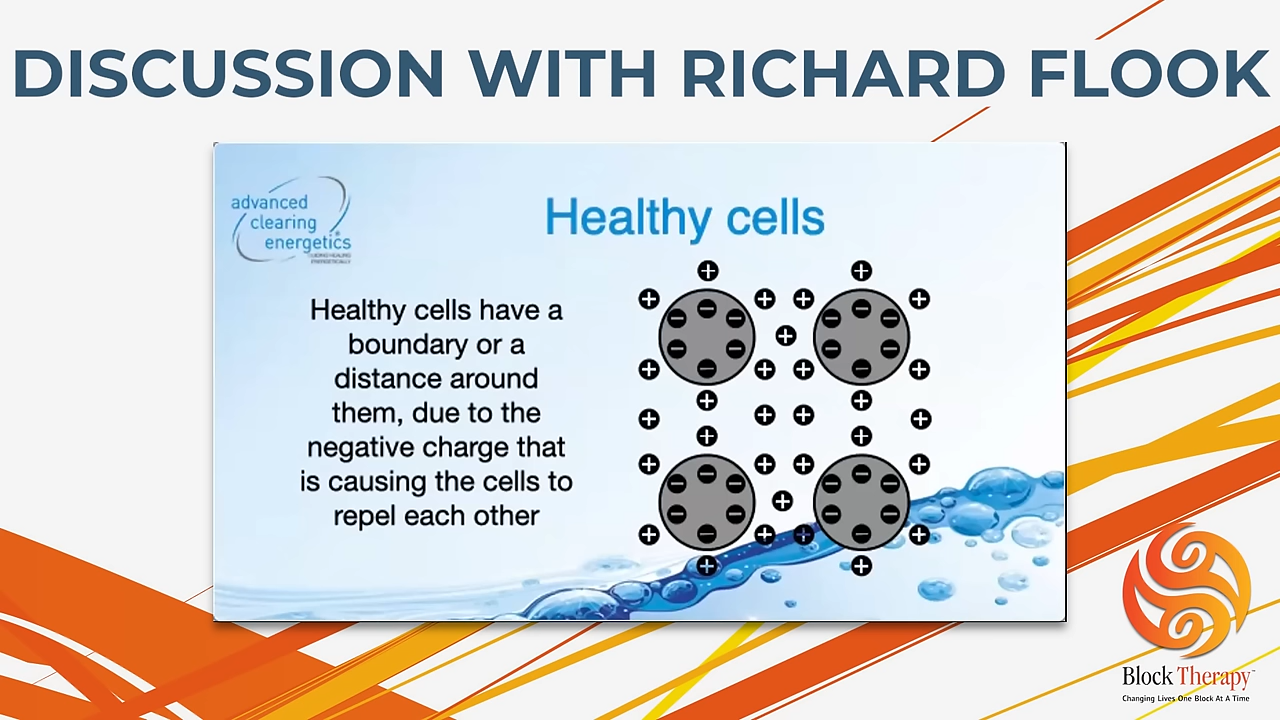 DISCUSSION WITH RICHARD FLOOK
advanced
clearing
energetics
Healthy cells
Healthy cells have a
boundary or a
distance around
them, due to the
negative charge that
is causing the cells to
repel each other
Block Therapy™
Changing Lives One Block At A Time